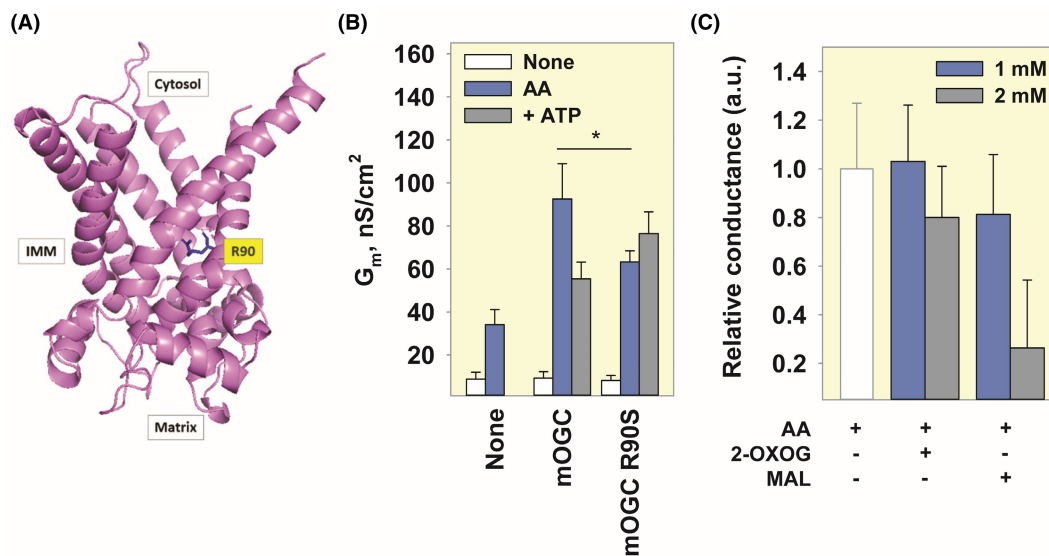 (A)
Cytosol
IMM
R90
Matrix
(B)
160
140
120
100
80
60
40
20
Gₘ, nS/cm²
None
AA
+ ATP
*
None
mOGC
mOGC R90S
(C)
1.4
1.2
1.0
0.8
0.6
0.4
0.2
Relative conductance (a.u.)
1 mM
2 mM
AA + + +
2-OXOG - + -
MAL - - +